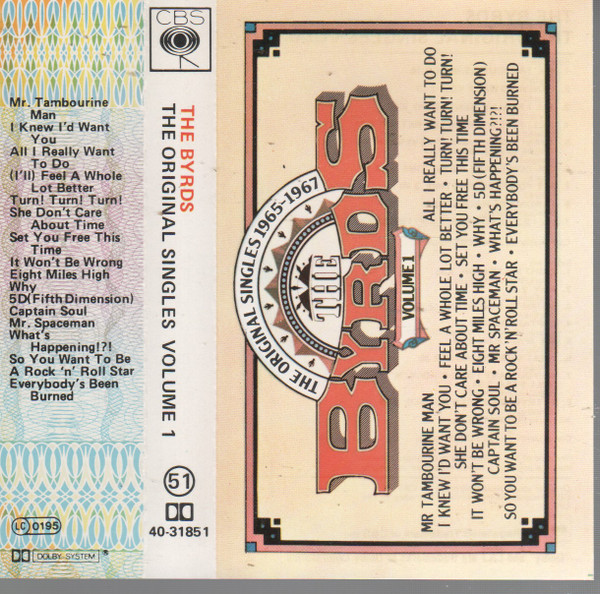 Mr. Tambourine
Man
I Knew I'd Want
You
All I Really Want
To Do
(I'll) Feel A Whole
Lot Better
Turn! Turn! Turn!
She Don't Care
About Time
Set You Free This
Time
It Won't Be Wrong
Eight Miles High
Why
5D(Fifth Dimension)
Captain Soul
Mr. Spaceman
What's
Happening?!?!
So You Want To Be
A Rock 'n' Roll Star
Everybody's Been
Burned
LC 0195
DOLBY SYSTEM ®
CBS
THE BYRDS
THE ORIGINAL SINGLES VOLUME 1
51
40-31851
THE ORIGINAL SINGLES 1965-1967
THE
BYRDS
VOLUME 1
MR TAMBOURINE MAN ALL I REALLY WANT TO DO
I KNEW I'D WANT YOU • FEEL A WHOLE LOT BETTER • TURN! TURN! TURN!
SHE DON'T CARE ABOUT TIME • SET YOU FREE THIS TIME
IT WON'T BE WRONG • EIGHT MILES HIGH • WHY • 5D (FIFTH DIMENSION)
CAPTAIN SOUL • MR SPACEMAN • WHAT'S HAPPENING?!?!
SO YOU WANT TO BE A ROCK N'ROLL STAR • EVERYBODY'S BEEN BURNED